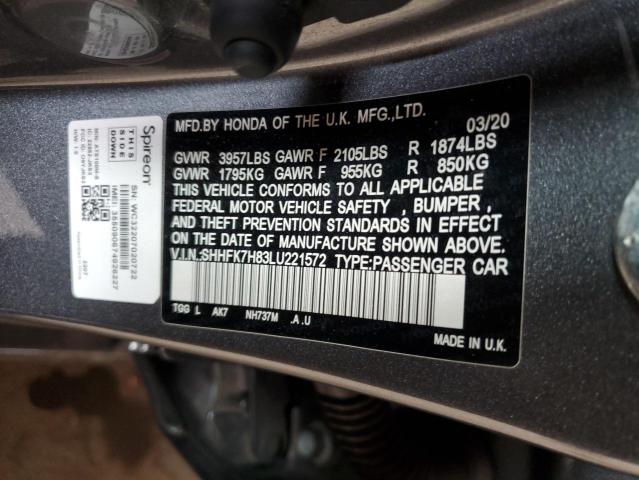 MFD.BY HONDA OF THE U.K. MFG.,LTD. 03/20
GVWR 3957LBS GAWR F 2105LBS R 1874LBS
GVWR 1795KG GAWR F 955KG R 850KG
THIS VEHICLE CONFORMS TO ALL APPLICABLE
FEDERAL MOTOR VEHICLE SAFETY , BUMPER ,
AND THEFT PREVENTION STANDARDS IN EFFECT
ON THE DATE OF MANUFACTURE SHOWN ABOVE.
V.I.N.:SHHFK7H83LU221572 TYPE:PASSENGER CAR
TGG L AK7 NH737M .A.U
MADE IN U.K.
Spireon
THIS
SIDE
DOWN
SN: WC32207020722